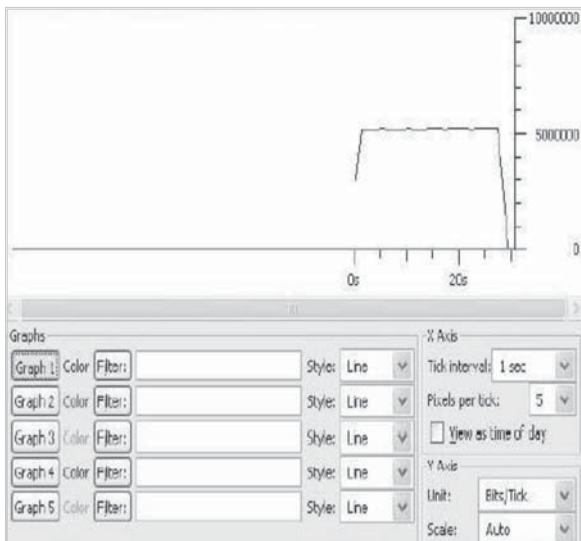 10000000
5000000
0
0s
20s
Graphs
Graph 1 Color Filter: Style: Line
Graph 2 Color Filter: Style: Line
Graph 3 Color Filter: Style: Line
Graph 4 Color Filter: Style: Line
Graph 5 Color Filter: Style: Line
X Axis
Tick interval: 1 sec
Pixels per tick: 5
View as time of day
Y Axis
Unit: Bits/Tick
Scale: Auto